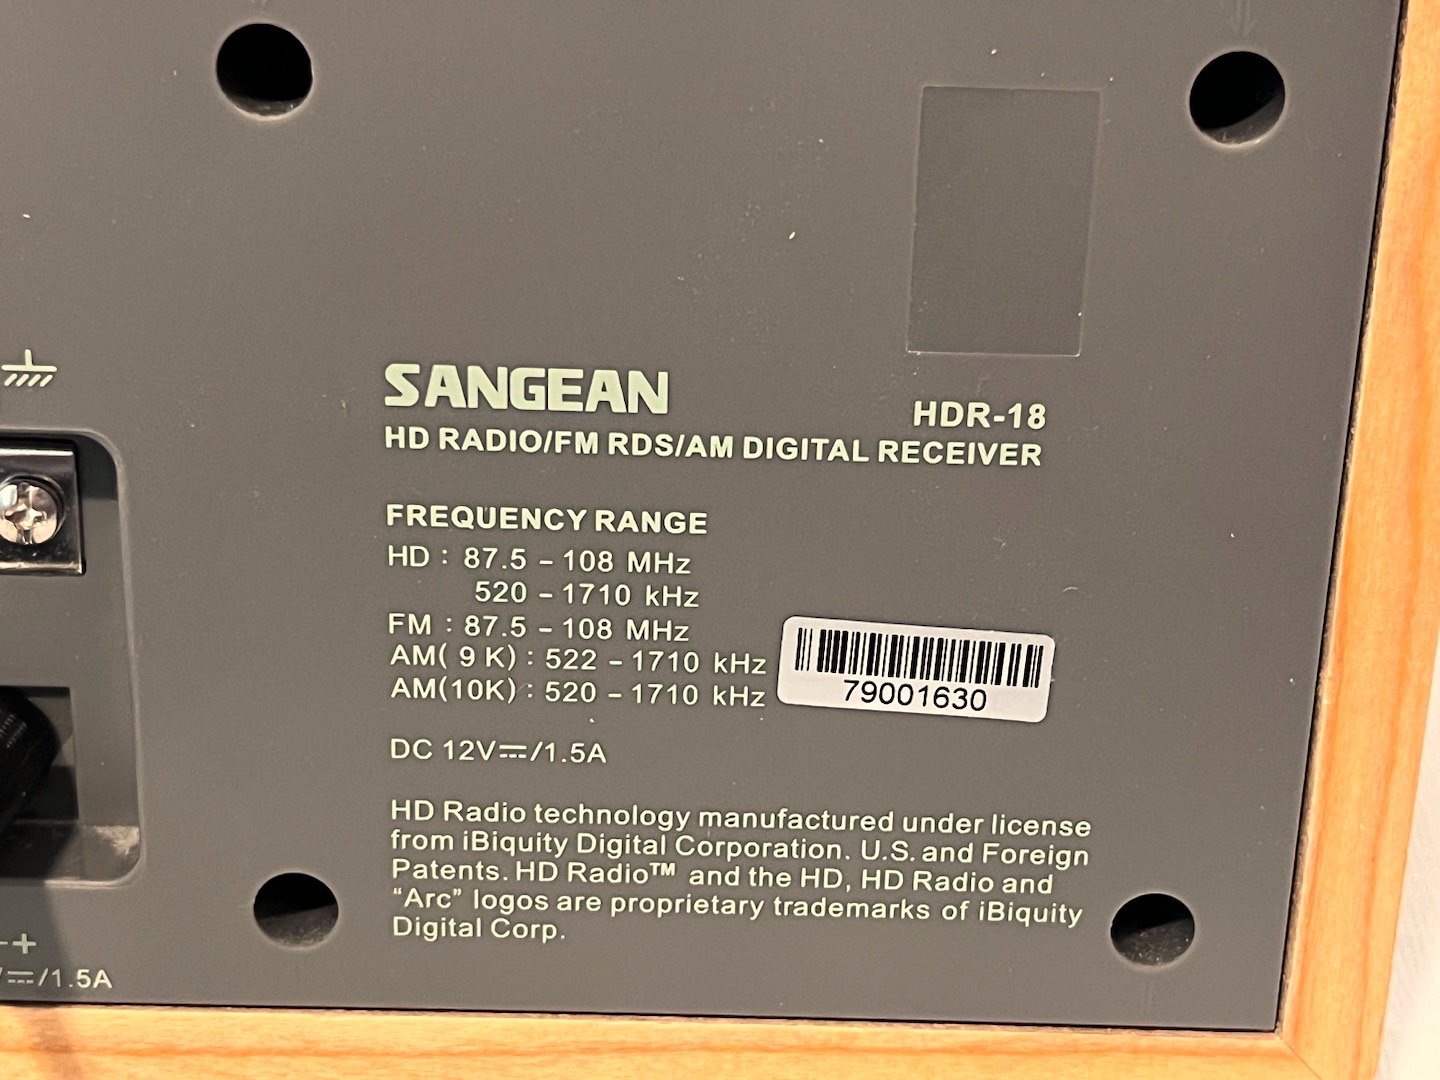 SANGEAN
HDR-18
HD RADIO/FM RDS/AM DIGITAL RECEIVER
FREQUENCY RANGE
HD : 87.5 – 108 MHz
520 – 1710 kHz
FM : 87.5 – 108 MHz
AM( 9 K) : 522 – 1710 kHz
AM(10K) : 520 – 1710 kHz
79001630
DC 12V⎓/1.5A
HD Radio technology manufactured under license
from iBiquity Digital Corporation. U.S. and Foreign
Patents. HD Radio™ and the HD, HD Radio and
“Arc” logos are proprietary trademarks of iBiquity
Digital Corp.
+
⎓/1.5A